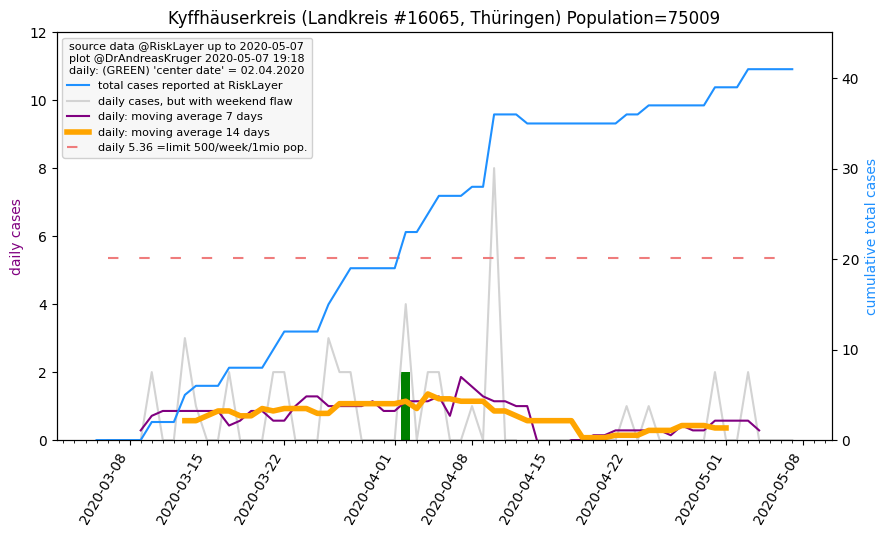 Kyffhäuserkreis (Landkreis #16065, Thüringen) Population=75009
source data @RiskLayer up to 2020-05-07
plot @DrAndreasKruger 2020-05-07 19:18
daily: (GREEN) 'center date' = 02.04.2020
total cases reported at RiskLayer
daily cases, but with weekend flaw
daily: moving average 7 days
daily: moving average 14 days
daily 5.36 =limit 500/week/1mio pop.
daily cases
12
10
8
6
4
2
0
cumulative total cases
40
30
20
10
0
2020-03-08
2020-03-15
2020-03-22
2020-04-01
2020-04-08
2020-04-15
2020-04-22
2020-05-01
2020-05-08